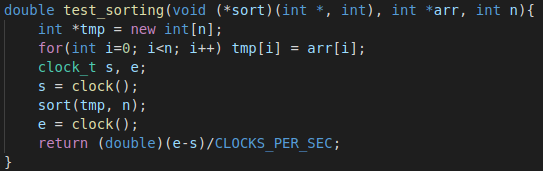 double test_sorting(void (*sort)(int *, int), int *arr, int n){
    int *tmp = new int[n];
    for(int i=0; i<n; i++) tmp[i] = arr[i];
    clock_t s, e;
    s = clock();
    sort(tmp, n);
    e = clock();
    return (double)(e-s)/CLOCKS_PER_SEC;
}